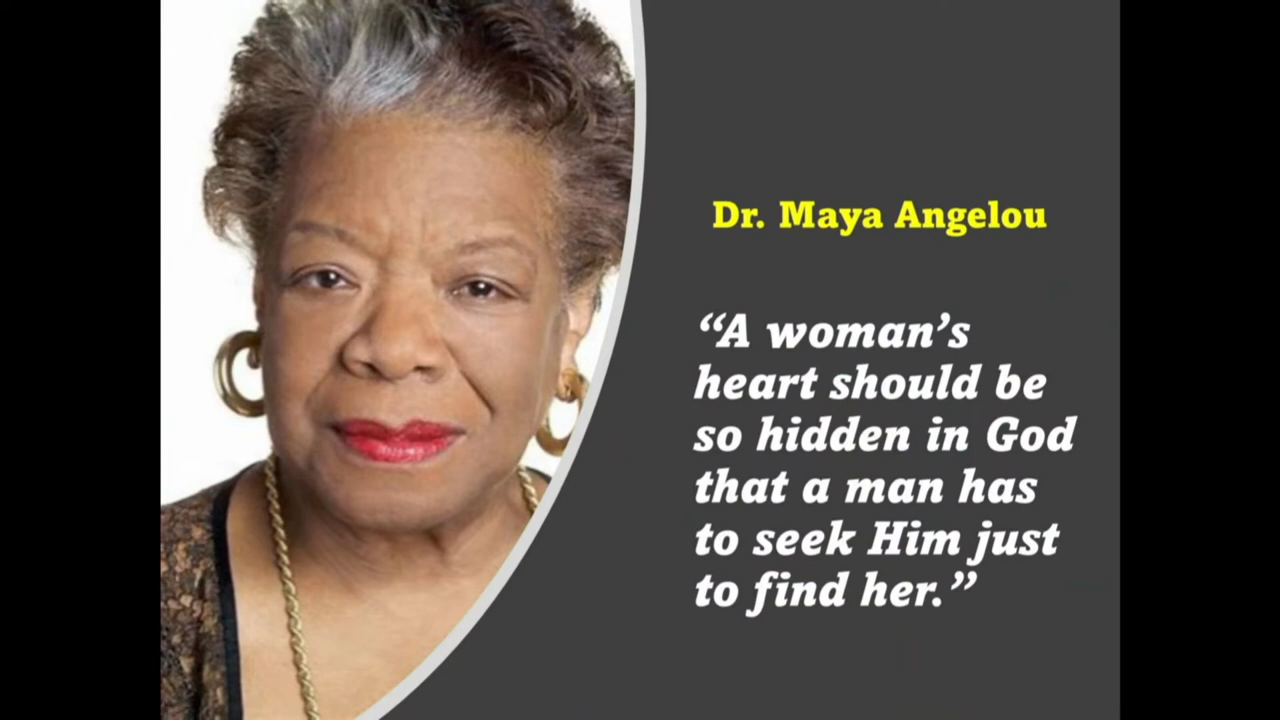 Dr. Maya Angelou
“A woman’s
heart should be
so hidden in God
that a man has
to seek Him just
to find her.”